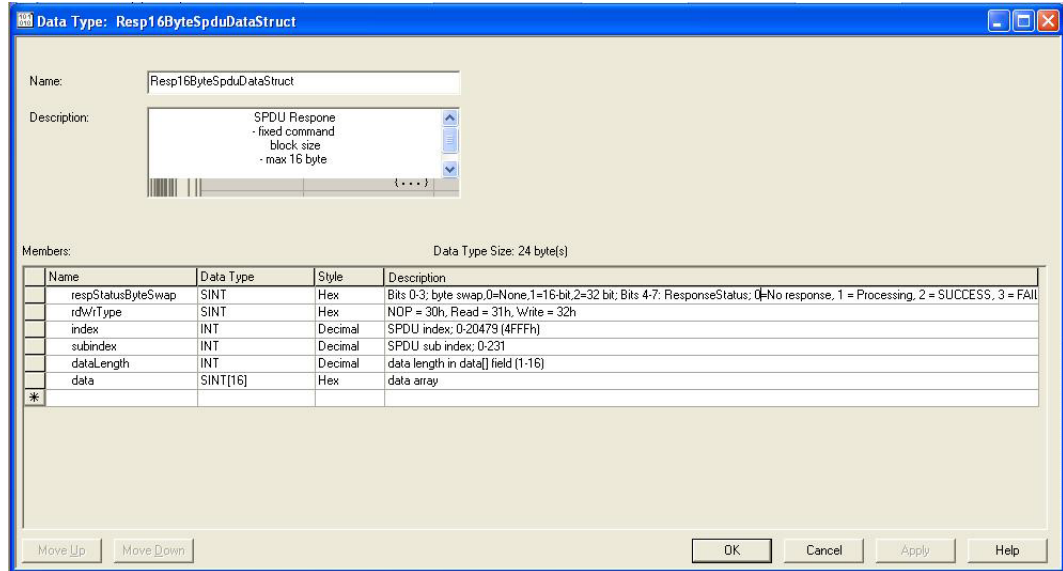 Data Type: Resp16ByteSpduDataStruct
Name: Resp16ByteSpduDataStruct
Description: SPDU Respone
- fixed command
block size
- max 16 byte
{...}
Members: Data Type Size: 24 byte(s)
Name Data Type Style Description
respStatusByteSwap SINT Hex Bits 0-3; byte swap,0=None,1=16-bit,2=32 bit; Bits 4-7: ResponseStatus; 0=No response, 1 = Processing, 2 = SUCCESS, 3 = FAIL
rdWrType SINT Hex NOP = 30h, Read = 31h, Write = 32h
index INT Decimal SPDU index; 0-20479 (4FFFh)
subindex INT Decimal SPDU sub index; 0-231
dataLength INT Decimal data length in data[] field (1-16)
data SINT[16] Hex data array
Move Up Move Down OK Cancel Apply Help